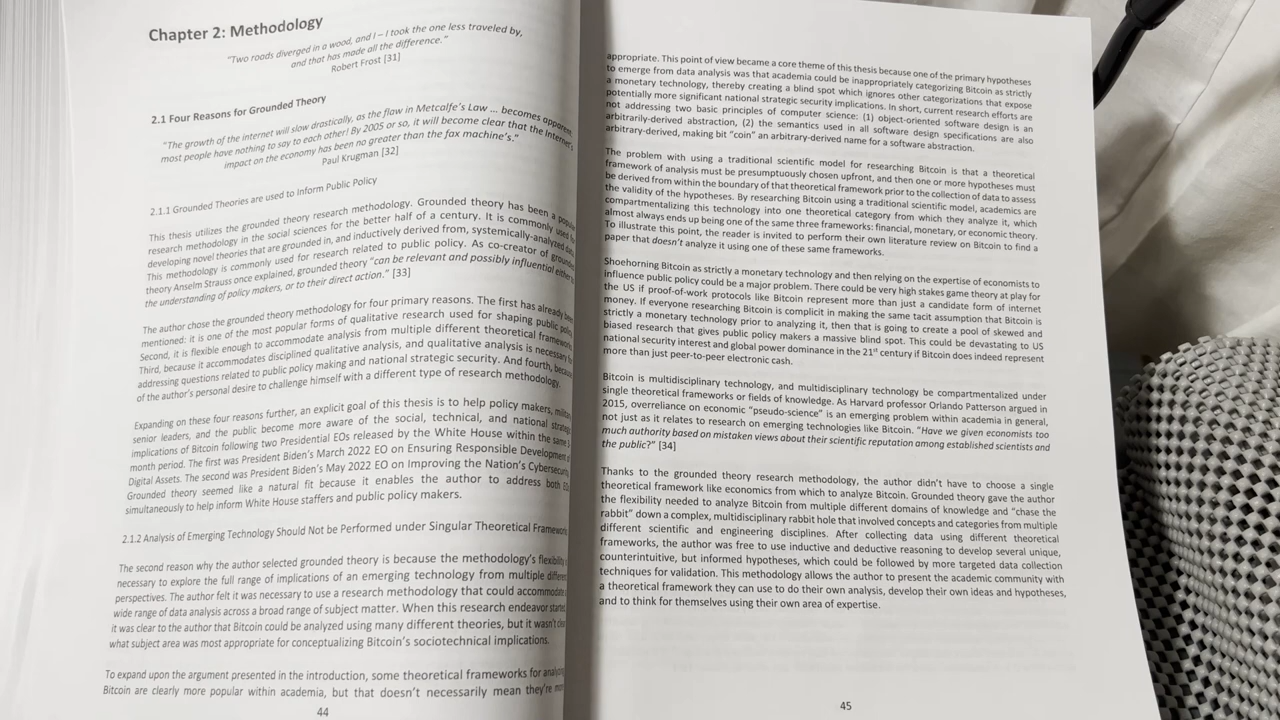 Chapter 2: Methodology
"Two roads diverged in a wood, and I – I took the one less traveled by,
and that has made all the difference."
Robert Frost [31]
2.1 Four Reasons for Grounded Theory
"The growth of the internet will slow drastically, as the flaw in Metcalfe's Law ... becomes
most people have nothing to say to each other! By 2005 or so, it will become clear that the Internet's
impact on the economy has been no greater than the fax machine's."
Paul Krugman [32]
2.1.1 Grounded Theories are used to Inform Public Policy
This thesis utilizes the grounded theory research methodology. Grounded theory has been a
research methodology in the social sciences for the better half of a century. It is commonly used
developing novel theories that are grounded in, and inductively derived from, systemically-analyzed
This methodology is commonly used for research related to public policy. As co-creator of
theory Anselm Strauss once explained, grounded theory "can be relevant and possibly influential
the understanding of policy makers, or to their direct action." [33]
The author chose the grounded theory methodology for four primary reasons. The first has already
mentioned: it is one of the most popular forms of qualitative research used for shaping public
Second, it is flexible enough to accommodate analysis from multiple different theoretical
Third, because it accommodates disciplined qualitative analysis, and qualitative analysis is necessary
addressing questions related to public policy making and national strategic security. And fourth,
of the author's personal desire to challenge himself with a different type of research methodology.
Expanding on these four reasons further, an explicit goal of this thesis is to help policy makers,
senior leaders, and the public become more aware of the social, technical, and national
implications of Bitcoin following two Presidential EOs released by the White House within the same
month period. The first was President Biden's March 2022 EO on Ensuring Responsible Development
Digital Assets. The second was President Biden's May 2022 EO on Improving the Nation's
Grounded theory seemed like a natural fit because it enables the author to address both
simultaneously to help inform White House staffers and public policy makers.
2.1.2 Analysis of Emerging Technology Should Not be Performed under Singular Theoretical
The second reason why the author selected grounded theory is because the methodology's flexibility
necessary to explore the full range of implications of an emerging technology from multiple
perspectives. The author felt it was necessary to use a research methodology that could accommodate
wide range of data analysis across a broad range of subject matter. When this research endeavor
it was clear to the author that Bitcoin could be analyzed using many different theories, but it
what subject area was most appropriate for conceptualizing Bitcoin's sociotechnical implications.
To expand upon the argument presented in the introduction, some theoretical frameworks for
Bitcoin are clearly more popular within academia, but that doesn't necessarily mean they're
44
appropriate. This point of view became a core theme of this thesis because one of the primary hypotheses
to emerge from data analysis was that academia could be inappropriately categorizing Bitcoin as strictly
a monetary technology, thereby creating a blind spot which ignores other categorizations that expose
potentially more significant national strategic security implications. In short, current research efforts are
not addressing two basic principles of computer science: (1) object-oriented software design is an
arbitrarily-derived abstraction, (2) the semantics used in all software design specifications are also
arbitrary-derived, making bit "coin" an arbitrary-derived name for a software abstraction.
The problem with using a traditional scientific model for researching Bitcoin is that a theoretical
framework of analysis must be presumptuously chosen upfront, and then one or more hypotheses must
be derived from within the boundary of that theoretical framework prior to the collection of data to assess
the validity of the hypotheses. By researching Bitcoin using a traditional scientific model, academics are
compartmentalizing this technology into one theoretical category from which they analyze it, which
almost always ends up being one of the same three frameworks: financial, monetary, or economic theory.
To illustrate this point, the reader is invited to perform their own literature review on Bitcoin to find a
paper that doesn't analyze it using one of these same frameworks.
Shoehorning Bitcoin as strictly a monetary technology and then relying on the expertise of economists to
influence public policy could be a major problem. There could be very high stakes game theory at play for
the US if proof-of-work protocols like Bitcoin represent more than just a candidate form of internet
money. If everyone researching Bitcoin is complicit in making the same tacit assumption that Bitcoin is
strictly a monetary technology prior to analyzing it, then that is going to create a pool of skewed and
biased research that gives public policy makers a massive blind spot. This could be devastating to US
national security interest and global power dominance in the 21st century if Bitcoin does indeed represent
more than just peer-to-peer electronic cash.
Bitcoin is multidisciplinary technology, and multidisciplinary technology be compartmentalized under
single theoretical frameworks or fields of knowledge. As Harvard professor Orlando Patterson argued in
2015, overreliance on economic "pseudo-science" is an emerging problem within academia in general,
not just as it relates to research on emerging technologies like Bitcoin. "Have we given economists too
much authority based on mistaken views about their scientific reputation among established scientists and
the public?" [34]
Thanks to the grounded theory research methodology, the author didn't have to choose a single
theoretical framework like economics from which to analyze Bitcoin. Grounded theory gave the author
the flexibility needed to analyze Bitcoin from multiple different domains of knowledge and "chase the
rabbit" down a complex, multidisciplinary rabbit hole that involved concepts and categories from multiple
different scientific and engineering disciplines. After collecting data using different theoretical
frameworks, the author was free to use inductive and deductive reasoning to develop several unique,
counterintuitive, but informed hypotheses, which could be followed by more targeted data collection
techniques for validation. This methodology allows the author to present the academic community with
a theoretical framework they can use to do their own analysis, develop their own ideas and hypotheses,
and to think for themselves using their own area of expertise.
45